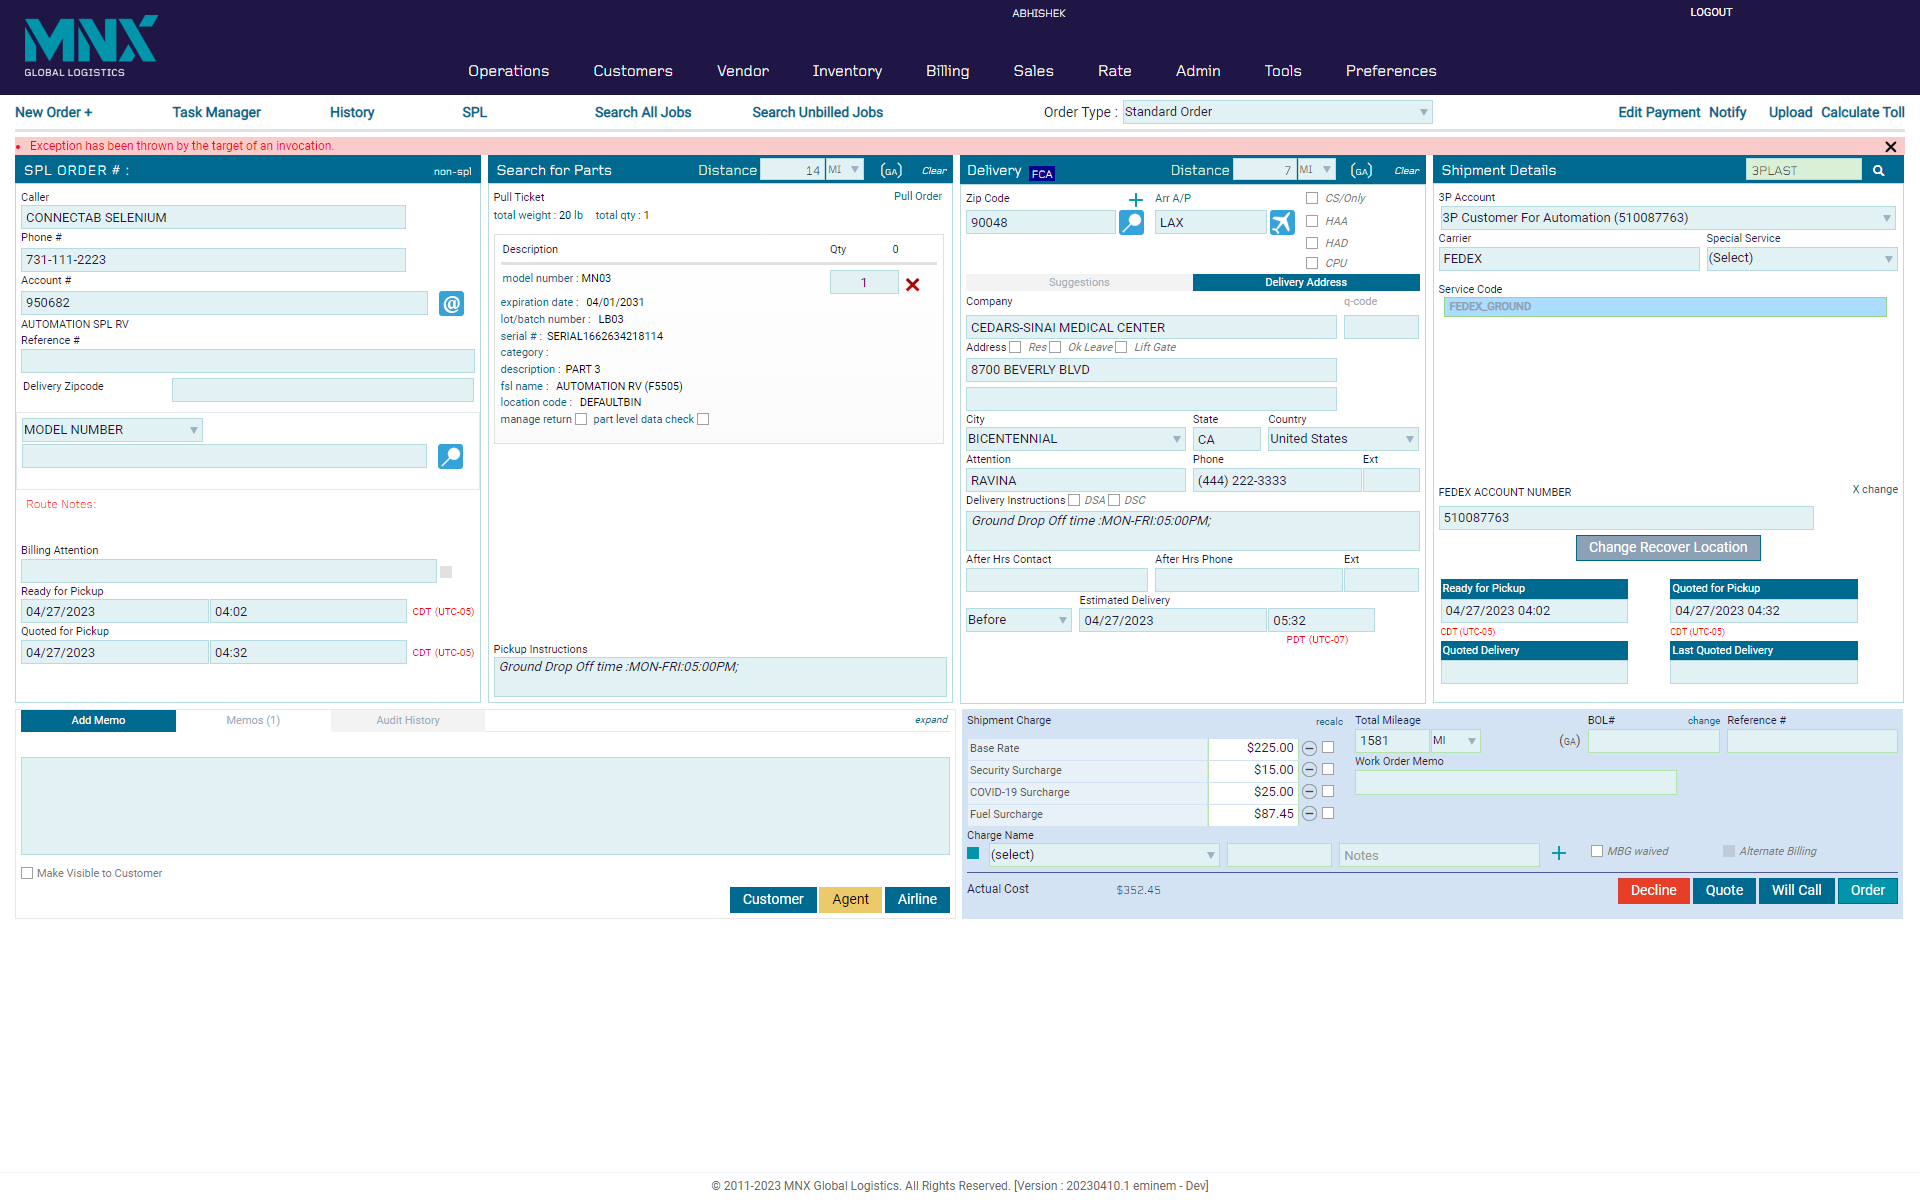 ABHISHEK
LOGOUT
MNX
GLOBAL LOGISTICS
Operations Customers Vendor Inventory Billing Sales Rate Admin Tools Preferences
New Order + Task Manager History SPL Search All Jobs Search Unbilled Jobs Order Type : Standard Order Edit Payment Notify Upload Calculate Toll
Exception has been thrown by the target of an invocation.
SPL ORDER # : non-spl
Caller
CONNECTAB SELENIUM
Phone #
731-111-2223
Account #
950682
@
AUTOMATION SPL RV
Reference #
Delivery Zipcode
MODEL NUMBER
Route Notes:
Billing Attention
Ready for Pickup
04/27/2023 04:02 CDT (UTC-05)
Quoted for Pickup
04/27/2023 04:32 CDT (UTC-05)
Search for Parts Distance 14 MI (GA) Clear
Pull Ticket Pull Order
total weight : 20 lb total qty : 1
Description Qty 0
model number : MN03 1
expiration date : 04/01/2031
lot/batch number : LB03
serial # : SERIAL1662634218114
category :
description : PART 3
fsl name : AUTOMATION RV (F5505)
location code : DEFAULTBIN
manage return part level data check
Pickup Instructions
Ground Drop Off time :MON-FRI:05:00PM;
Delivery FCA Distance 7 MI (GA) Clear
Zip Code Arr A/P CS/Only
90048 LAX HAA
HAD
CPU
Suggestions Delivery Address
Company q-code
CEDARS-SINAI MEDICAL CENTER
Address Res Ok Leave Lift Gate
8700 BEVERLY BLVD
City State Country
BICENTENNIAL CA United States
Attention Phone Ext
RAVINA (444) 222-3333
Delivery Instructions DSA DSC
Ground Drop Off time :MON-FRI:05:00PM;
After Hrs Contact After Hrs Phone Ext
Estimated Delivery
Before 04/27/2023 05:32
PDT (UTC-07)
Shipment Details 3PLAST
3P Account
3P Customer For Automation (510087763)
Carrier Special Service
FEDEX (Select)
Service Code
FEDEX_GROUND
FEDEX ACCOUNT NUMBER X change
510087763
Change Recover Location
Ready for Pickup Quoted for Pickup
04/27/2023 04:02 04/27/2023 04:32
CDT (UTC-05) CDT (UTC-05)
Quoted Delivery Last Quoted Delivery
Add Memo Memos (1) Audit History expand
Make Visible to Customer
Customer Agent Airline
Shipment Charge recalc Total Mileage BOL# change Reference #
Base Rate $225.00 1581 MI (GA)
Security Surcharge $15.00 Work Order Memo
COVID-19 Surcharge $25.00
Fuel Surcharge $87.45
Charge Name
(select) Notes MBG waived Alternate Billing
Actual Cost $352.45 Decline Quote Will Call Order
© 2011-2023 MNX Global Logistics. All Rights Reserved. [Version : 20230410.1 eminem - Dev]